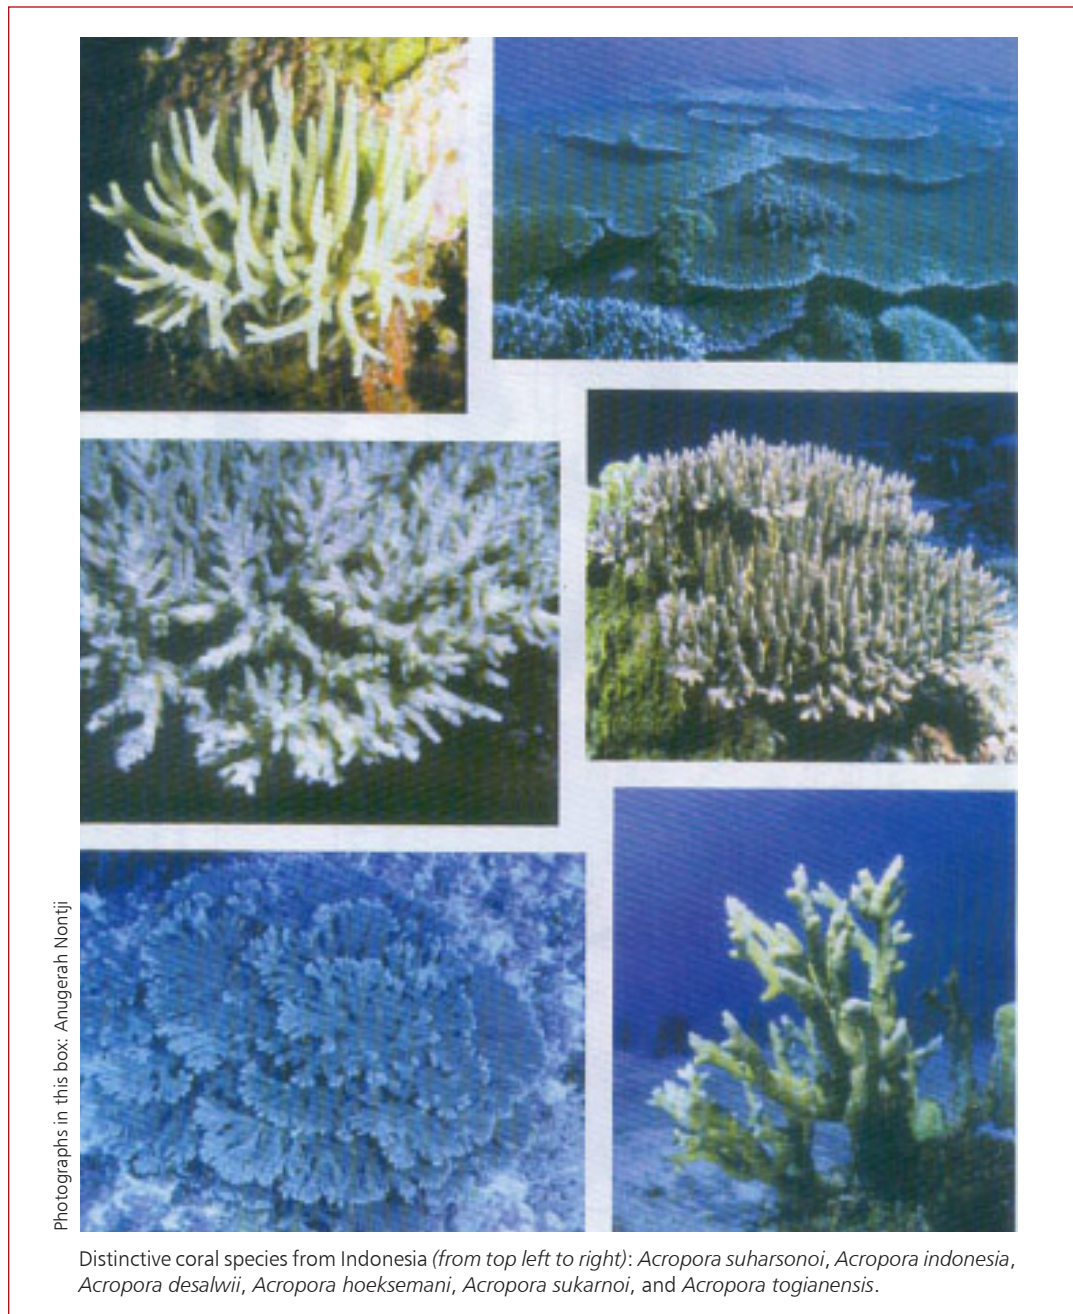 Photographs in this box: Anugerah Nontji
Distinctive coral species from Indonesia (from top left to right): Acropora suharsonoi, Acropora indonesia,
Acropora desalwii, Acropora hoeksemani, Acropora sukarnoi, and Acropora togianensis.